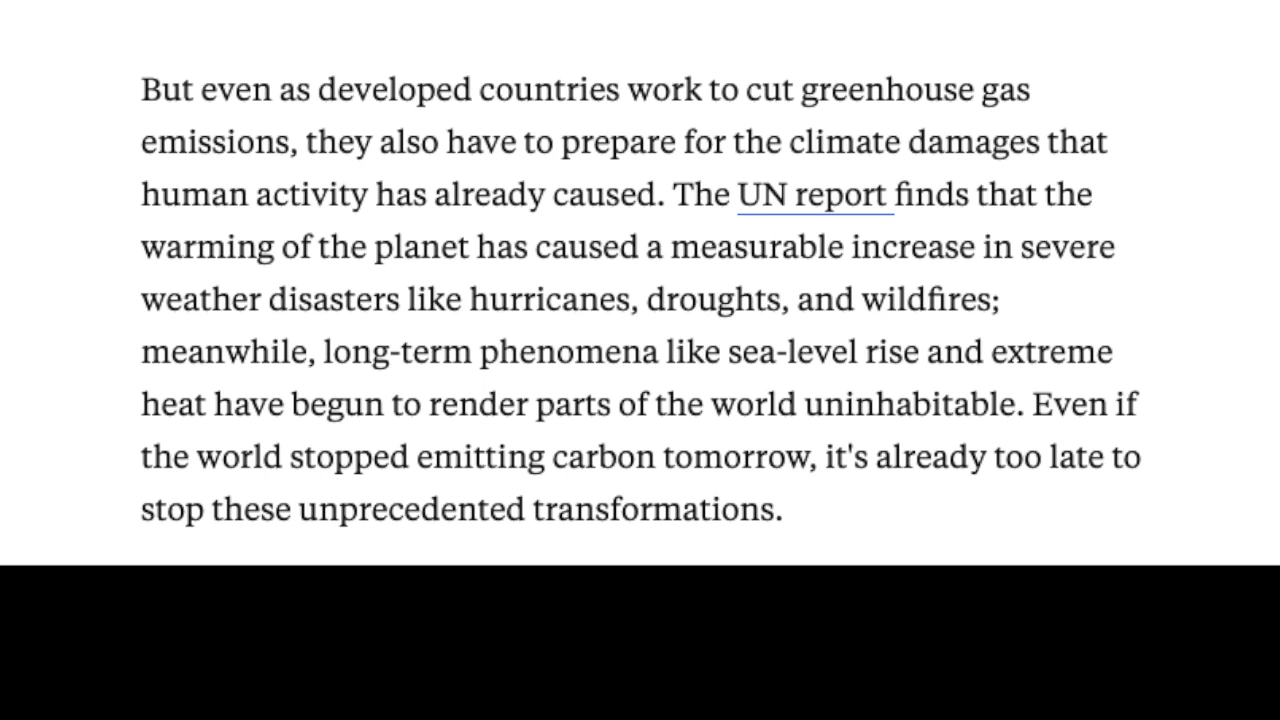 But even as developed countries work to cut greenhouse gas
emissions, they also have to prepare for the climate damages that
human activity has already caused. The UN report finds that the
warming of the planet has caused a measurable increase in severe
weather disasters like hurricanes, droughts, and wildfires;
meanwhile, long-term phenomena like sea-level rise and extreme
heat have begun to render parts of the world uninhabitable. Even if
the world stopped emitting carbon tomorrow, it's already too late to
stop these unprecedented transformations.